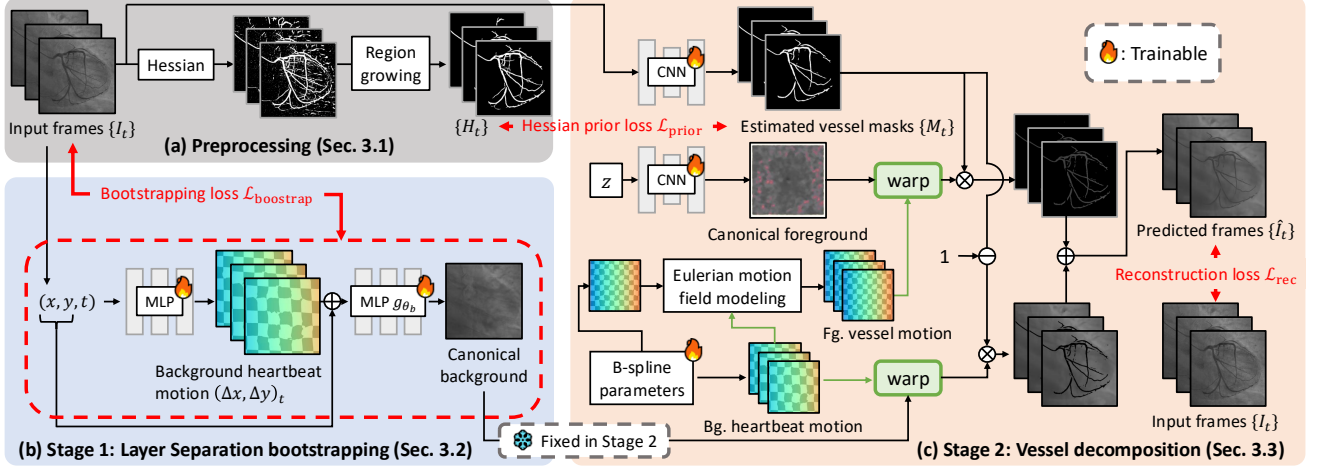 Input frames {I_t}
Hessian
Region
growing
{H_t}
(a) Preprocessing (Sec. 3.1)
Hessian prior loss ℒ_prior
CNN
Estimated vessel masks {M_t}
🔥: Trainable
z
CNN
Canonical foreground
warp
⊗
Bootstrapping loss ℒ_boostrap
(x, y, t)
MLP
⊕
MLP g_θ_b
Background heartbeat
motion (Δx, Δy)_t
Canonical
background
(b) Stage 1: Layer Separation bootstrapping (Sec. 3.2)
Fixed in Stage 2
Eulerian motion
field modeling
Fg. vessel motion
B-spline
parameters
Bg. heartbeat motion
warp
1
⊖
⊗
⊕
Predicted frames {Î_t}
Reconstruction loss ℒ_rec
Input frames {I_t}
(c) Stage 2: Vessel decomposition (Sec. 3.3)